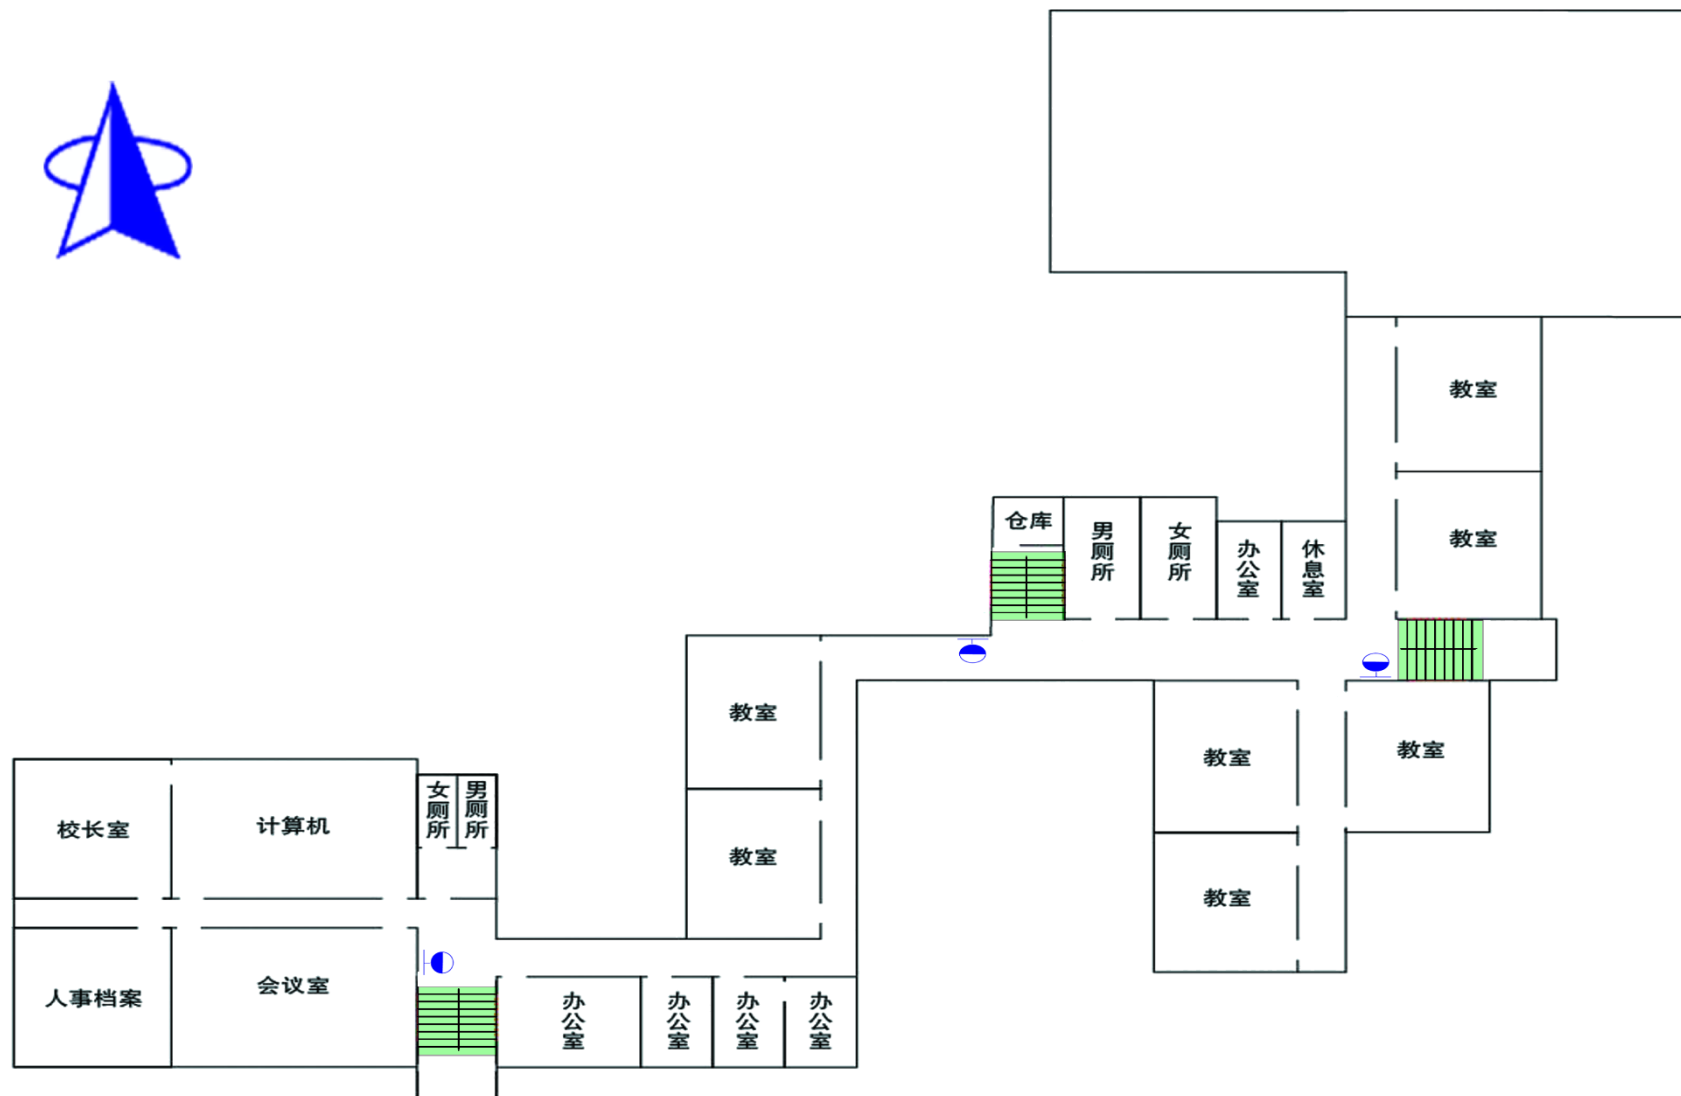 教室
教室
仓库
男厕所
女厕所
办公室
休息室
教室
教室
教室
教室
教室
校长室
计算机
女厕所
男厕所
人事档案
会议室
办公室
办公室
办公室
办公室